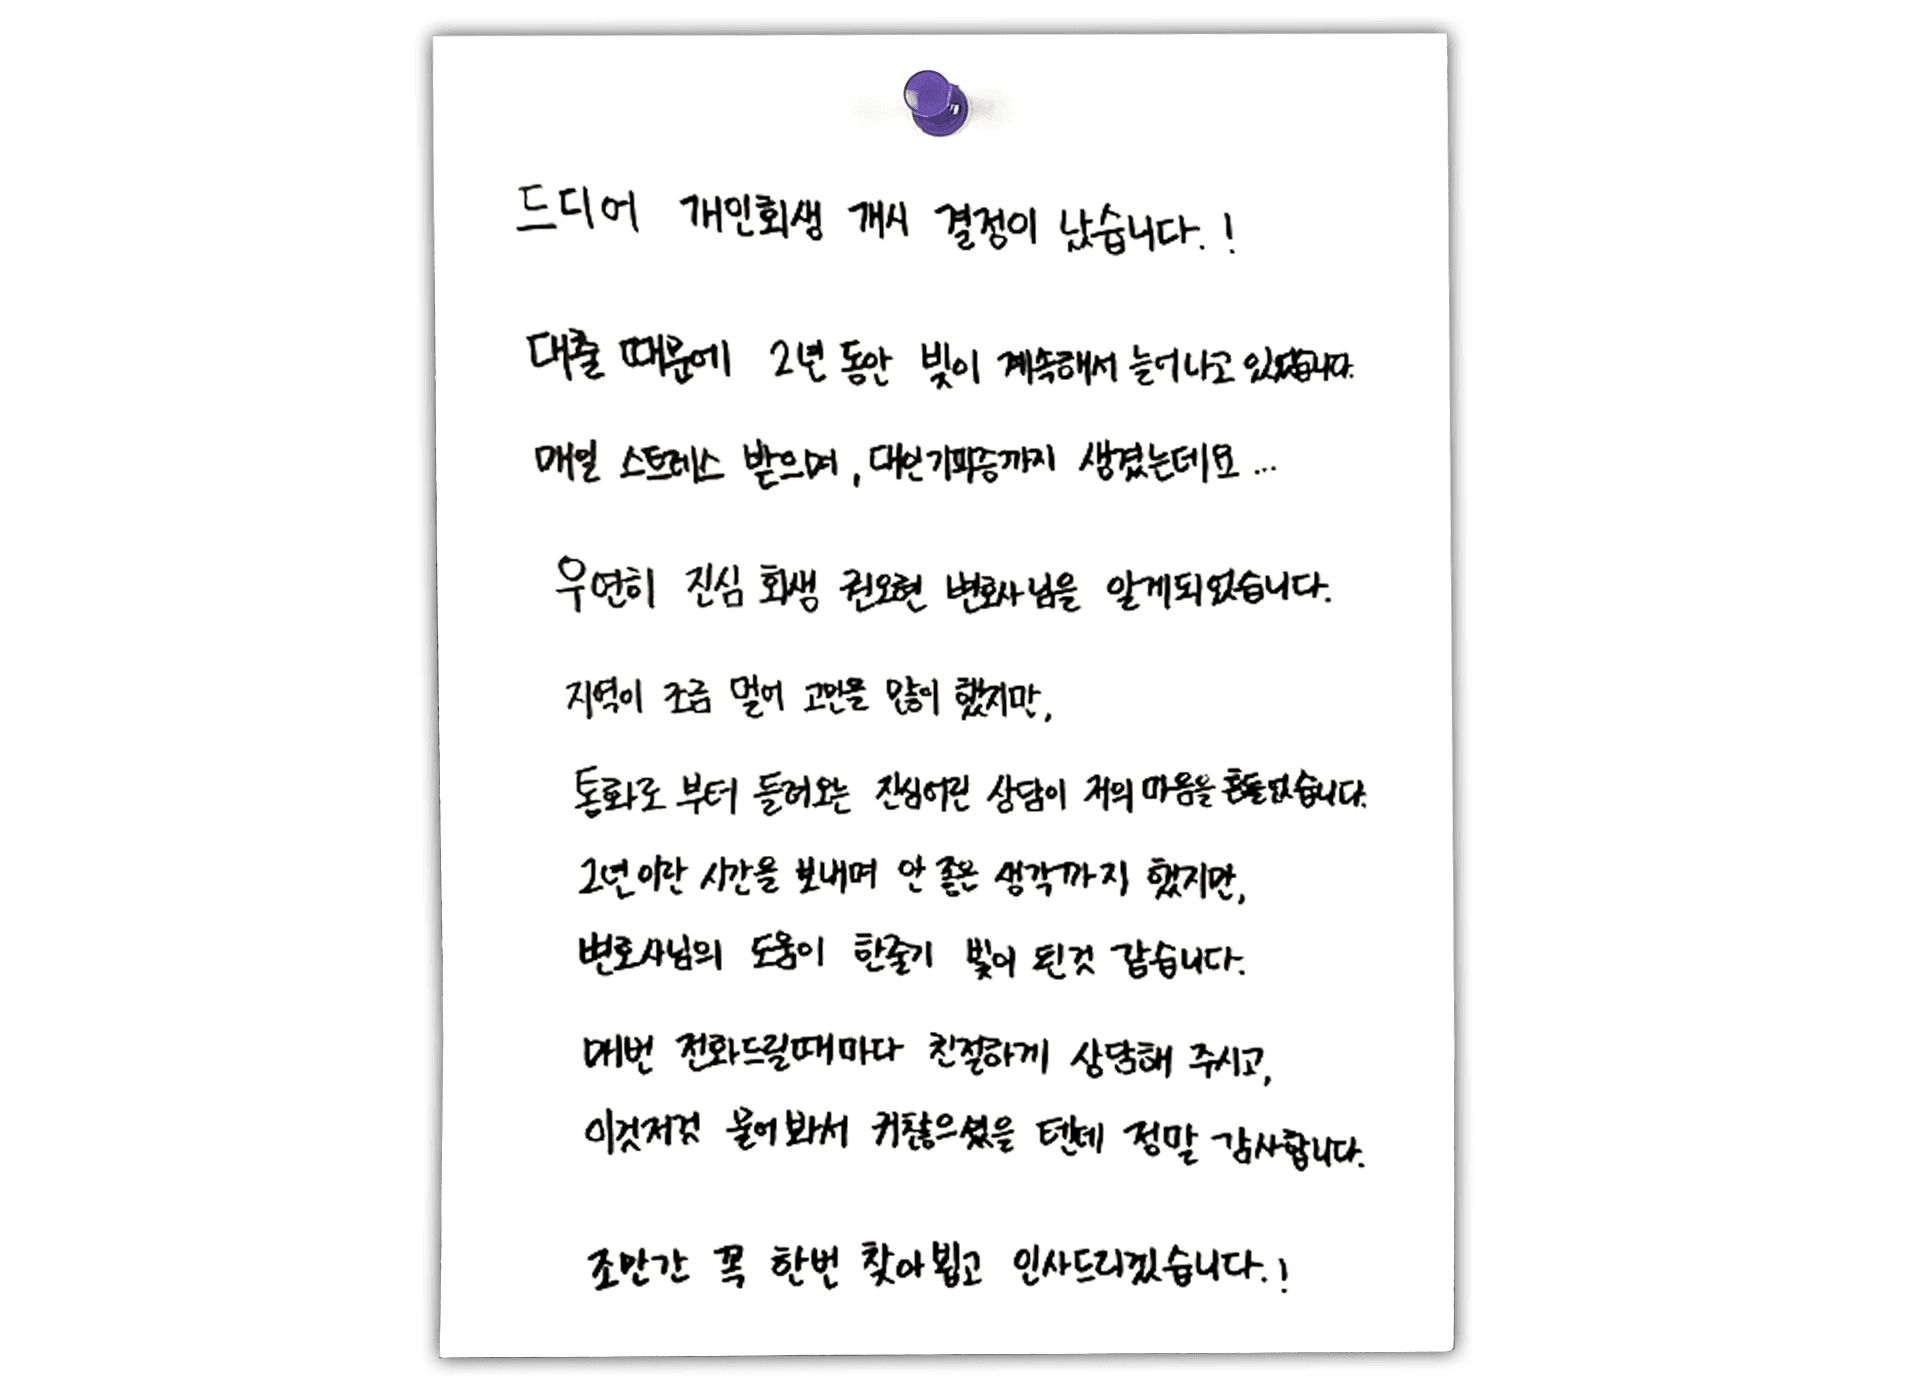 드디어 개인회생 개시 결정이 났습니다.!
대출 때문에 2년 동안 빚이 계속해서 늘어나고 있었습니다.
매일 스트레스 받으며, 대인기피증까지 생겼는데요...
우연히 진심 회생 권오현 변호사님을 알게되었습니다.
지역이 조금 멀어 고민을 많이 했지만,
통화로 부터 들려오는 진심어린 상담이 저의 마음을 흔들었습니다.
2년이란 시간을 보내며 안 좋은 생각까지 했지만,
변호사님의 도움이 한줄기 빛이 된것 같습니다.
매번 전화드릴때마다 친절하게 상담해 주시고,
이것저것 물어봐서 귀찮으셨을 텐데 정말 감사합니다.
조만간 꼭 한번 찾아뵙고 인사드리겠습니다.!